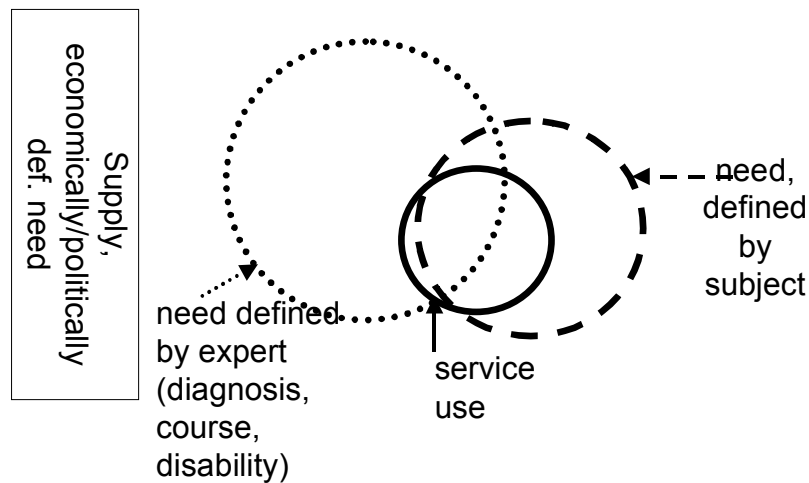 Supply,
economically/politically
def. need
need,
defined
by
subject
need defined
by expert
(diagnosis,
course,
disability)
service
use